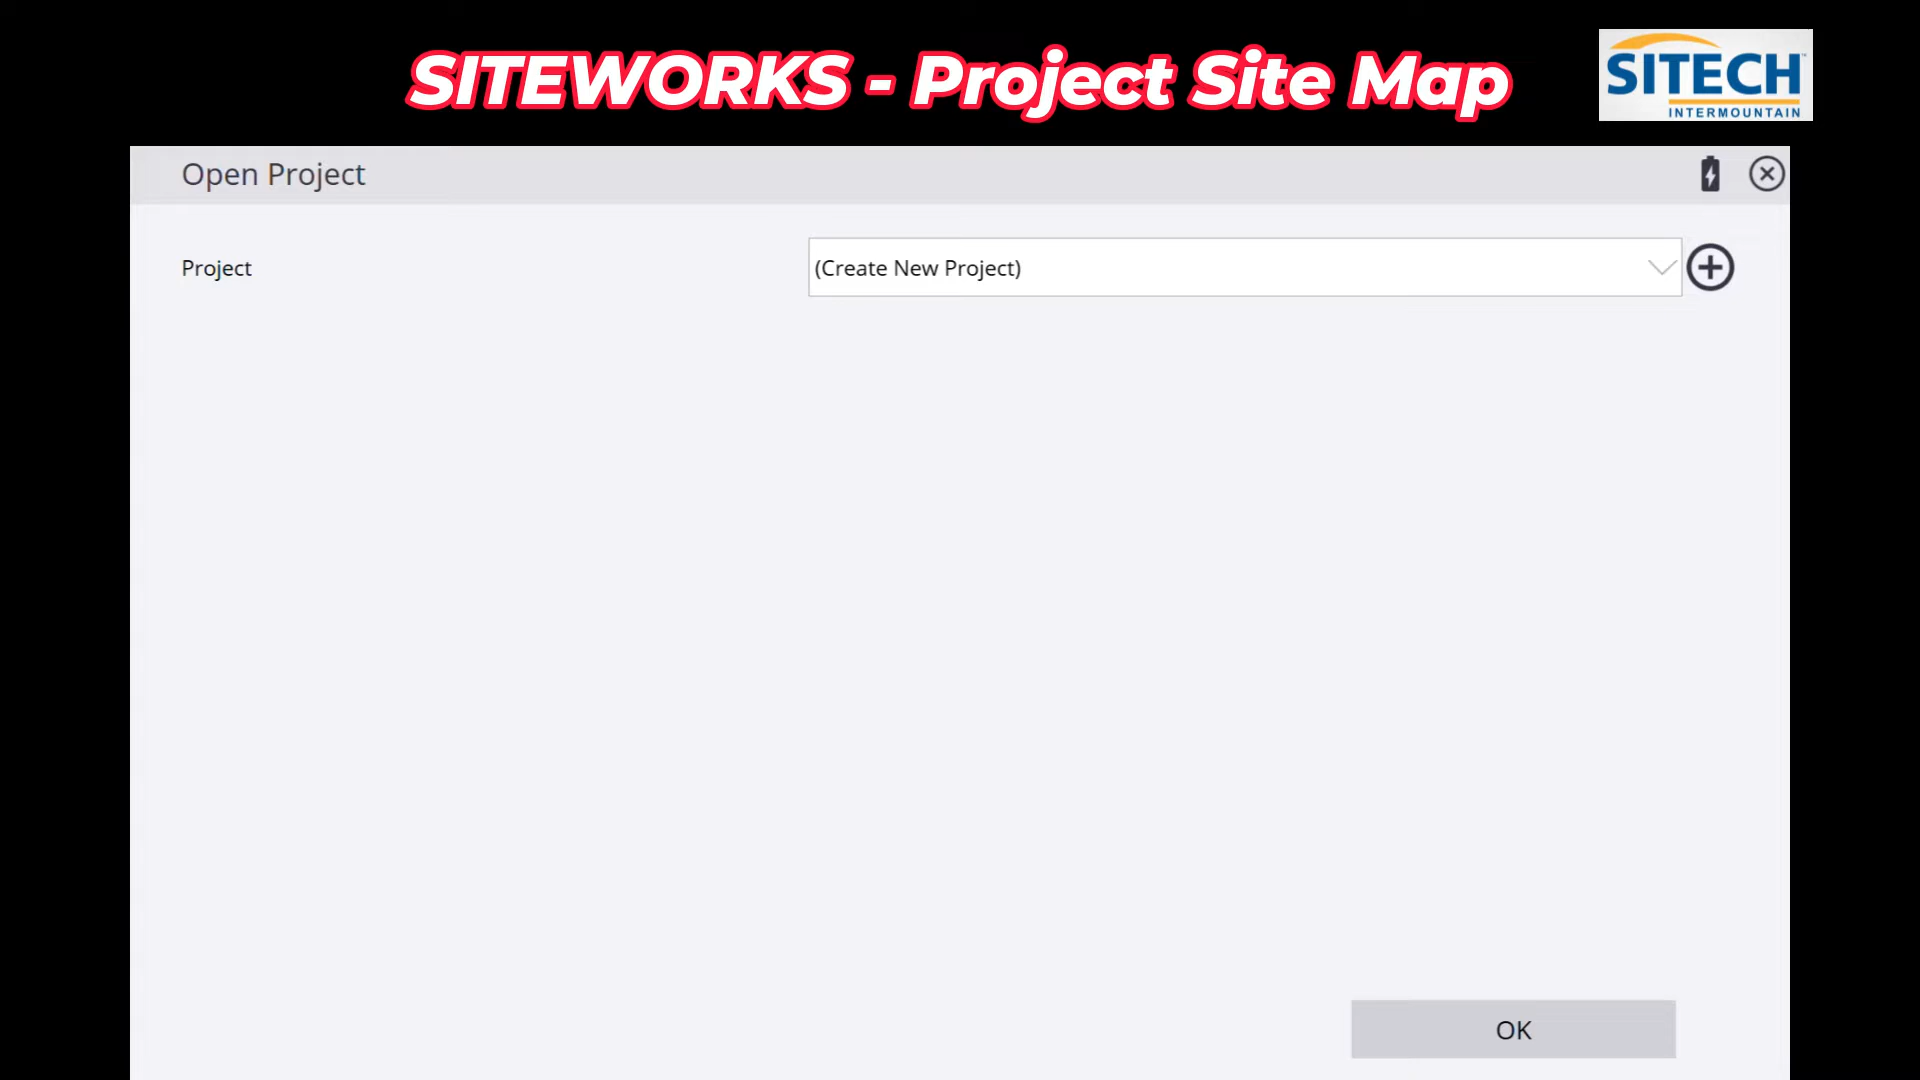 SITEWORKS - Project Site Map
SITECH
INTERMOUNTAIN
Open Project
Project
(Create New Project)
OK